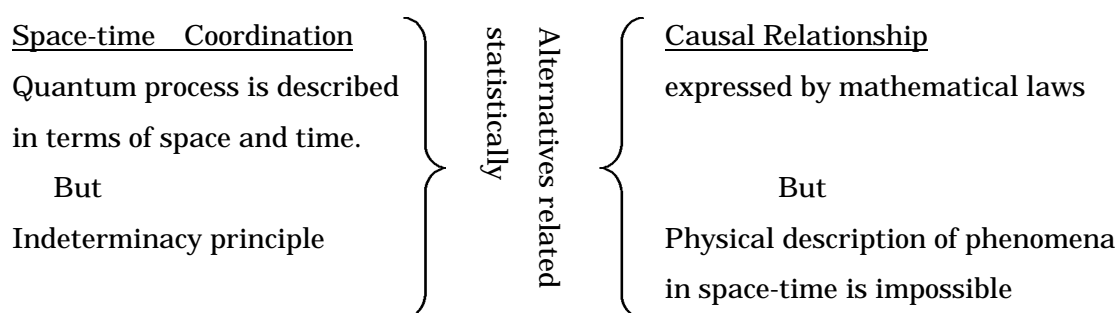 Space-time Coordination
Quantum process is described
in terms of space and time.
But
Indeterminacy principle
Alternatives related
statistically
Causal Relationship
expressed by mathematical laws
But
Physical description of phenomena
in space-time is impossible